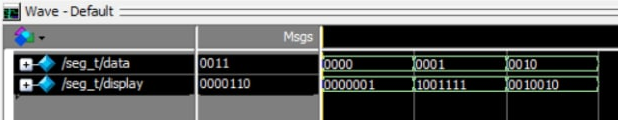 Wave - Default
Msgs
/seg_t/data 0011 0000 0001 0010
/seg_t/display 0000110 0000001 1001111 0010010